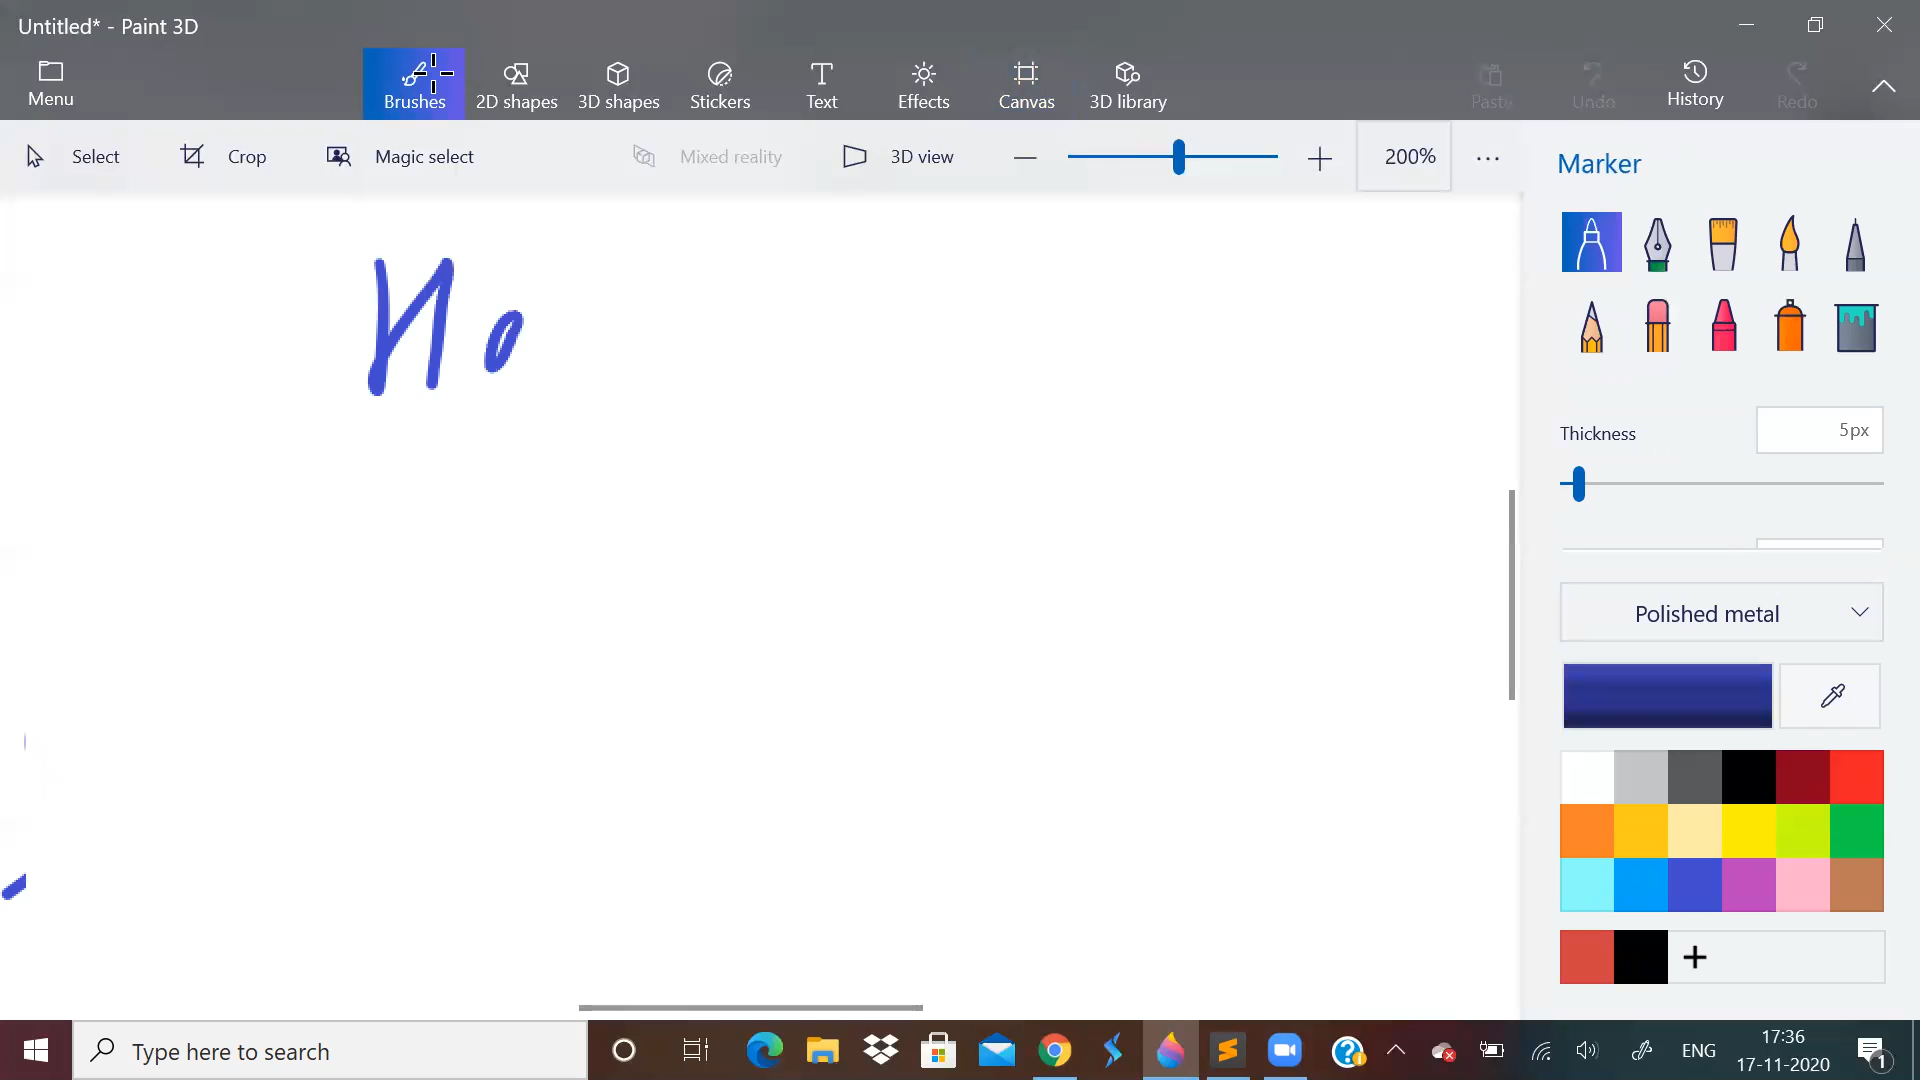 Untitled* - Paint 3D
Menu
Brushes
2D shapes
3D shapes
Stickers
Text
Effects
Canvas
3D library
Paste
Undo
History
Redo
Select
Crop
Magic select
Mixed reality
3D view
200%
Marker
Thickness
5px
Polished metal
Type here to search
ENG
17:36
17-11-2020
1